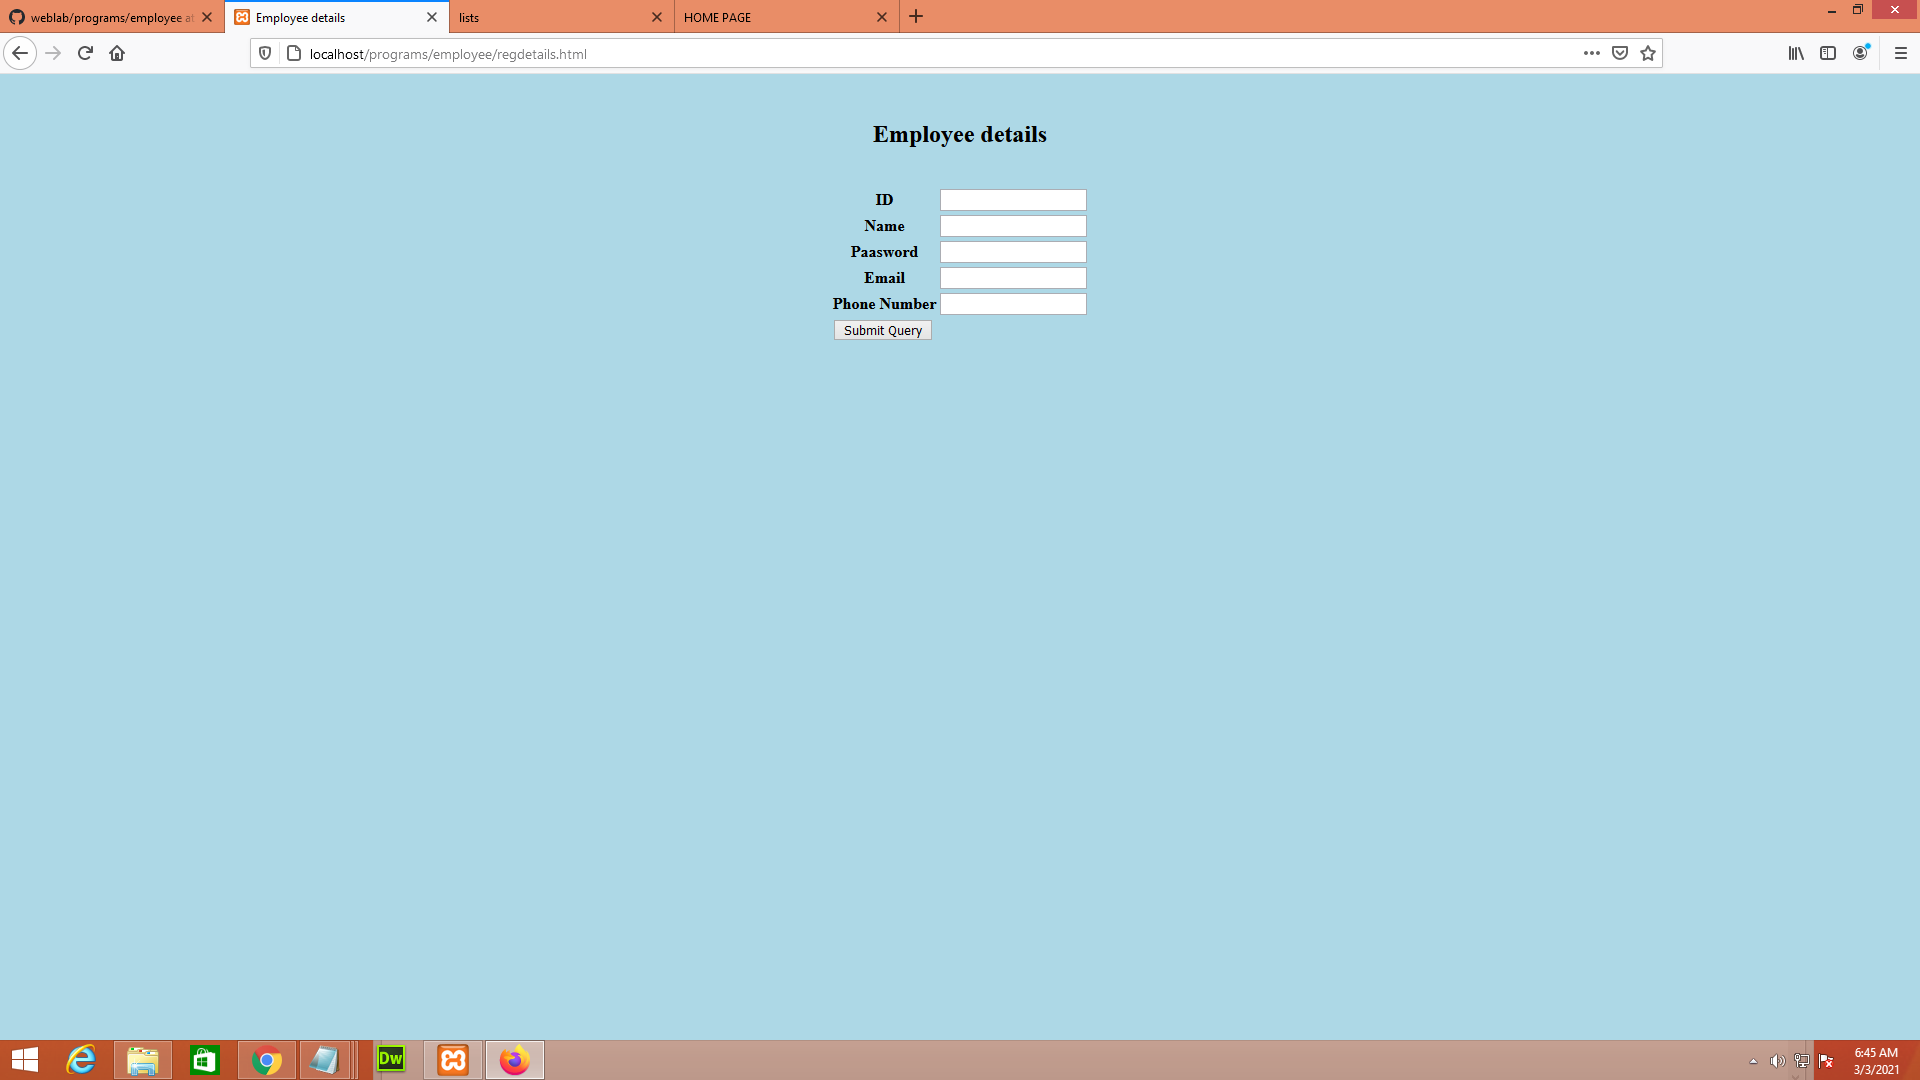 weblab/programs/employee at
Employee details
lists
HOME PAGE
localhost/programs/employee/regdetails.html
Employee details
ID
Name
Paasword
Email
Phone Number
Submit Query
Dw
6:45 AM
3/3/2021